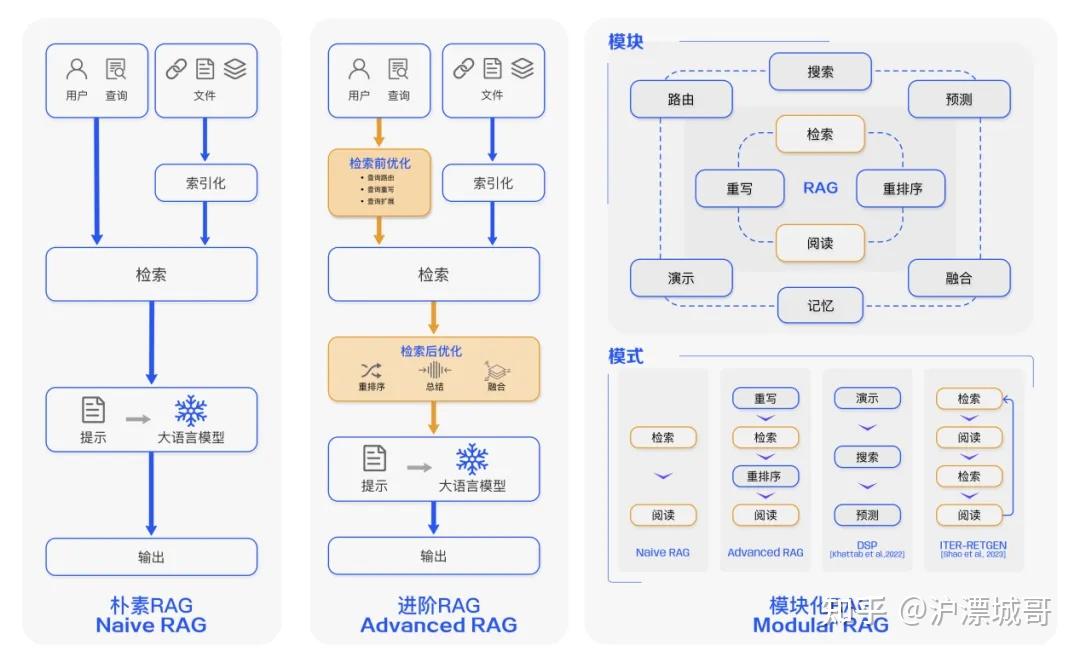 用户 查询
文件
索引化
检索
提示
大语言模型
输出
朴素RAG
Naive RAG
用户 查询
文件
检索前优化
• 查询路由
• 查询重写
• 查询扩展
索引化
检索
检索后优化
重排序 总结 融合
提示
大语言模型
输出
进阶RAG
Advanced RAG
模块
搜索
路由
预测
检索
重写
RAG
重排序
阅读
演示
融合
记忆
模式
检索
阅读
Naive RAG
重写
检索
重排序
阅读
Advanced RAG
演示
搜索
预测
DSP
[Khattab et al.,2022]
检索
阅读
检索
阅读
ITER-RETGEN
[Shao et al., 2023]
模块化RAG
Modular RAG
知乎 @沪漂城哥